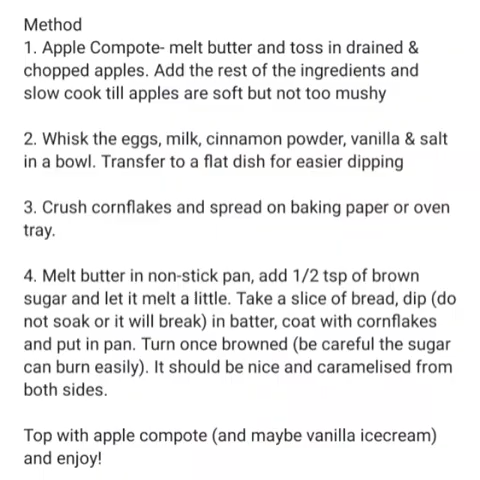 Method
1. Apple Compote- melt butter and toss in drained &
chopped apples. Add the rest of the ingredients and
slow cook till apples are soft but not too mushy
2. Whisk the eggs, milk, cinnamon powder, vanilla & salt
in a bowl. Transfer to a flat dish for easier dipping
3. Crush cornflakes and spread on baking paper or oven
tray.
4. Melt butter in non-stick pan, add 1/2 tsp of brown
sugar and let it melt a little. Take a slice of bread, dip (do
not soak or it will break) in batter, coat with cornflakes
and put in pan. Turn once browned (be careful the sugar
can burn easily). It should be nice and caramelised from
both sides.
Top with apple compote (and maybe vanilla icecream)
and enjoy!